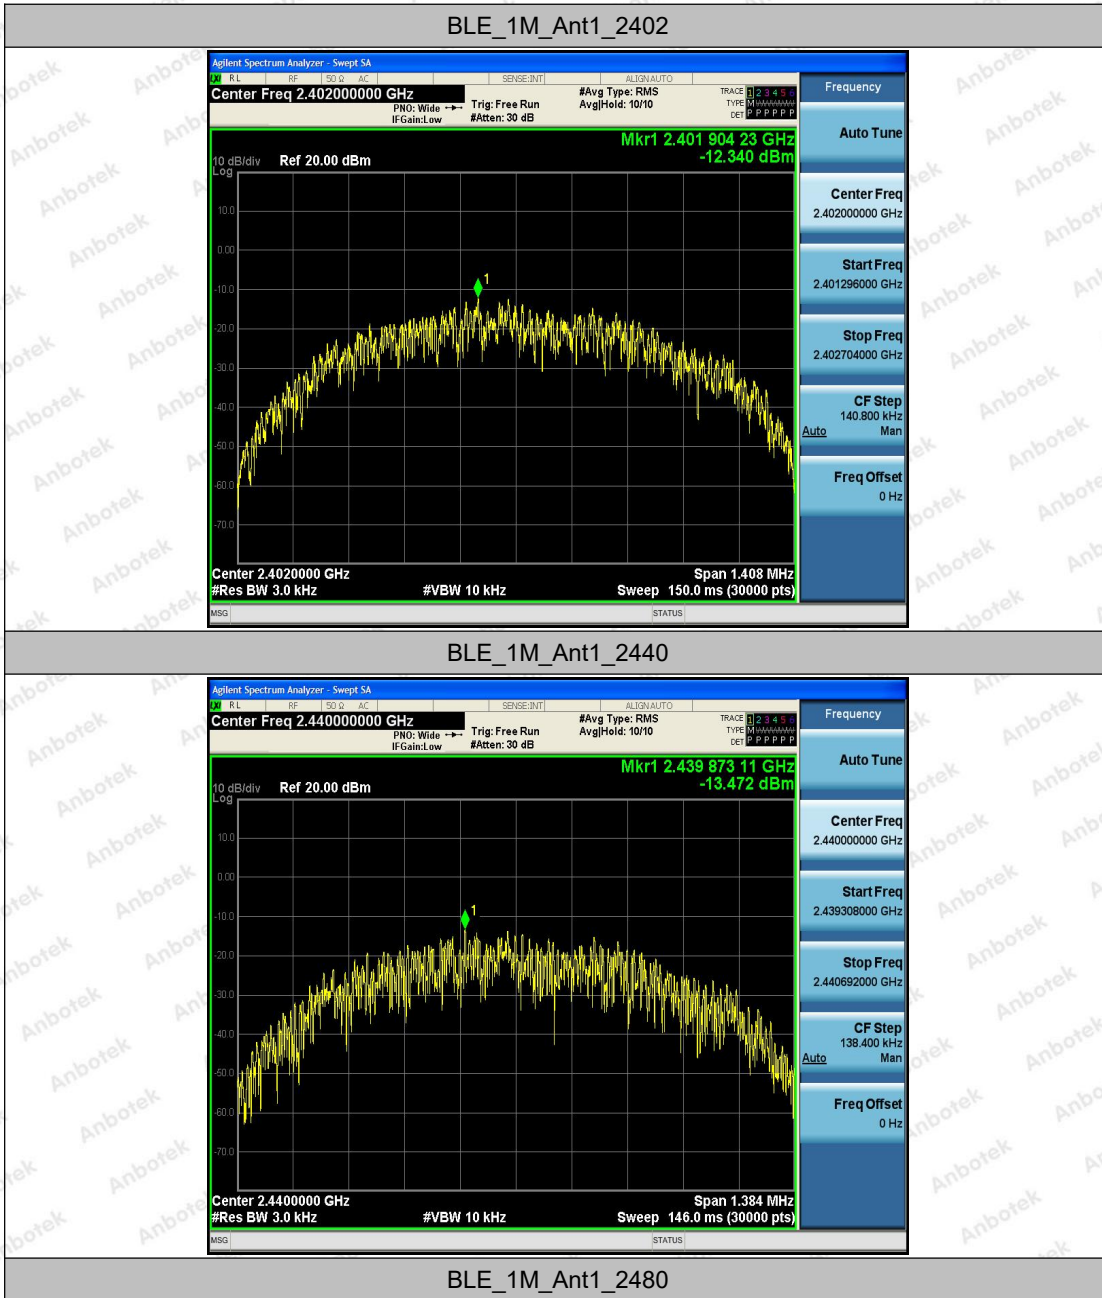 BLE_1M_Ant1_2402
Agilent Spectrum Analyzer - Swept SA
LXI RL RF 50 Ω AC SENSE:INT ALIGNAUTO
Center Freq 2.402000000 GHz
PNO: Wide
IFGain:Low
Trig: Free Run
#Atten: 30 dB
#Avg Type: RMS
Avg|Hold: 10/10
TRACE 1 2 3 4 5 6
TYPE M
DET P P P P P P
Mkr1 2.401 904 23 GHz
-12.340 dBm
10 dB/div Ref 20.00 dBm
Log
10.0
0.00
-10.0
-20.0
-30.0
-40.0
-50.0
-60.0
-70.0
1
Center 2.4020000 GHz Span 1.408 MHz
#Res BW 3.0 kHz #VBW 10 kHz Sweep 150.0 ms (30000 pts)
MSG STATUS
Frequency
Auto Tune
Center Freq
2.402000000 GHz
Start Freq
2.401296000 GHz
Stop Freq
2.402704000 GHz
CF Step
140.800 kHz
Auto Man
Freq Offset
0 Hz
BLE_1M_Ant1_2440
Agilent Spectrum Analyzer - Swept SA
LXI RL RF 50 Ω AC SENSE:INT ALIGNAUTO
Center Freq 2.440000000 GHz
PNO: Wide
IFGain:Low
Trig: Free Run
#Atten: 30 dB
#Avg Type: RMS
Avg|Hold: 10/10
TRACE 1 2 3 4 5 6
TYPE M
DET P P P P P P
Mkr1 2.439 873 11 GHz
-13.472 dBm
10 dB/div Ref 20.00 dBm
Log
10.0
0.00
-10.0
-20.0
-30.0
-40.0
-50.0
-60.0
-70.0
1
Center 2.4400000 GHz Span 1.384 MHz
#Res BW 3.0 kHz #VBW 10 kHz Sweep 146.0 ms (30000 pts)
MSG STATUS
Frequency
Auto Tune
Center Freq
2.440000000 GHz
Start Freq
2.439308000 GHz
Stop Freq
2.440692000 GHz
CF Step
138.400 kHz
Auto Man
Freq Offset
0 Hz
BLE_1M_Ant1_2480